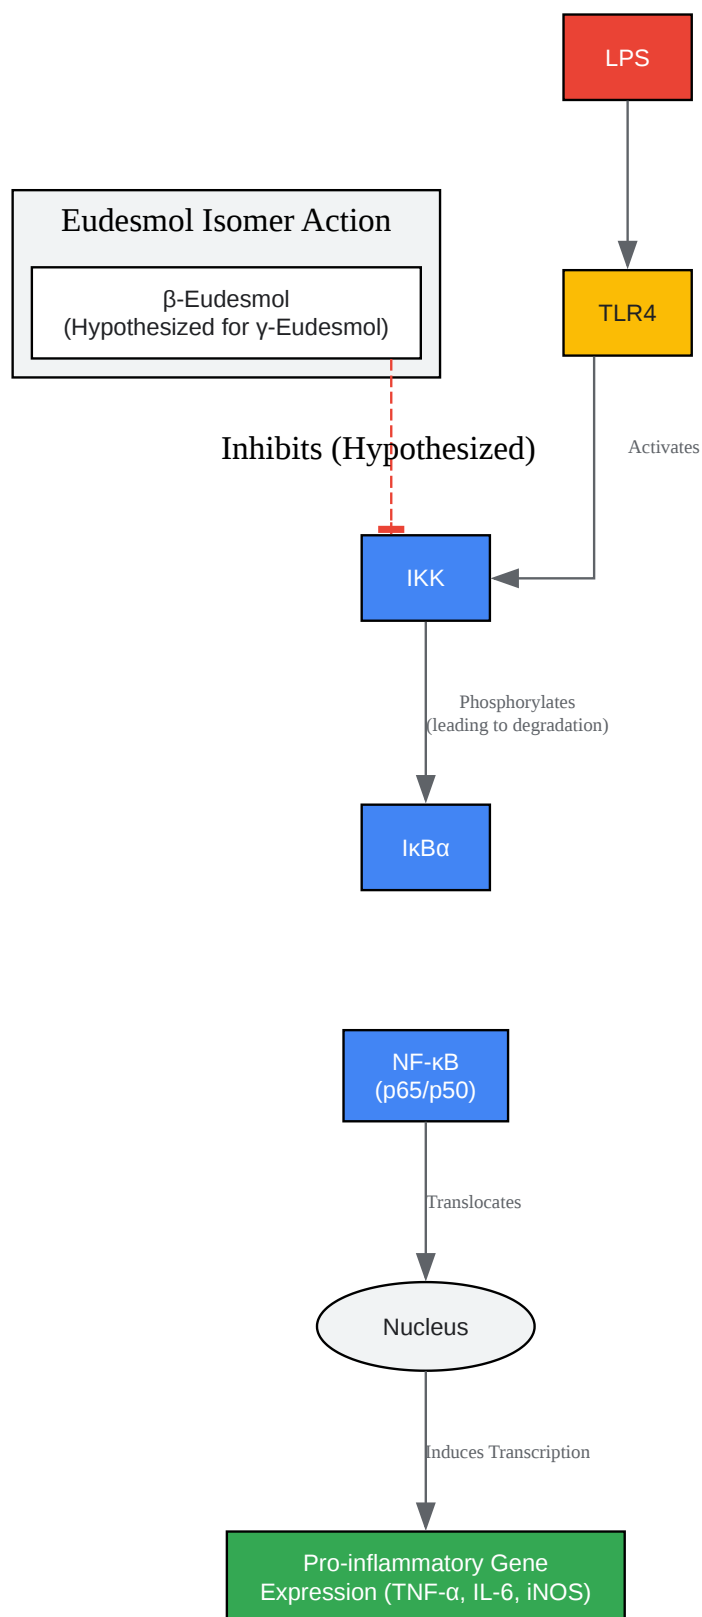 LPS
Eudesmol Isomer Action
β-Eudesmol
(Hypothesized for γ-Eudesmol)
TLR4
Inhibits (Hypothesized)
Activates
IKK
Phosphorylates
(leading to degradation)
IκBα
NF-κB
(p65/p50)
Translocates
Nucleus
Induces Transcription
Pro-inflammatory Gene
Expression (TNF-α, IL-6, iNOS)